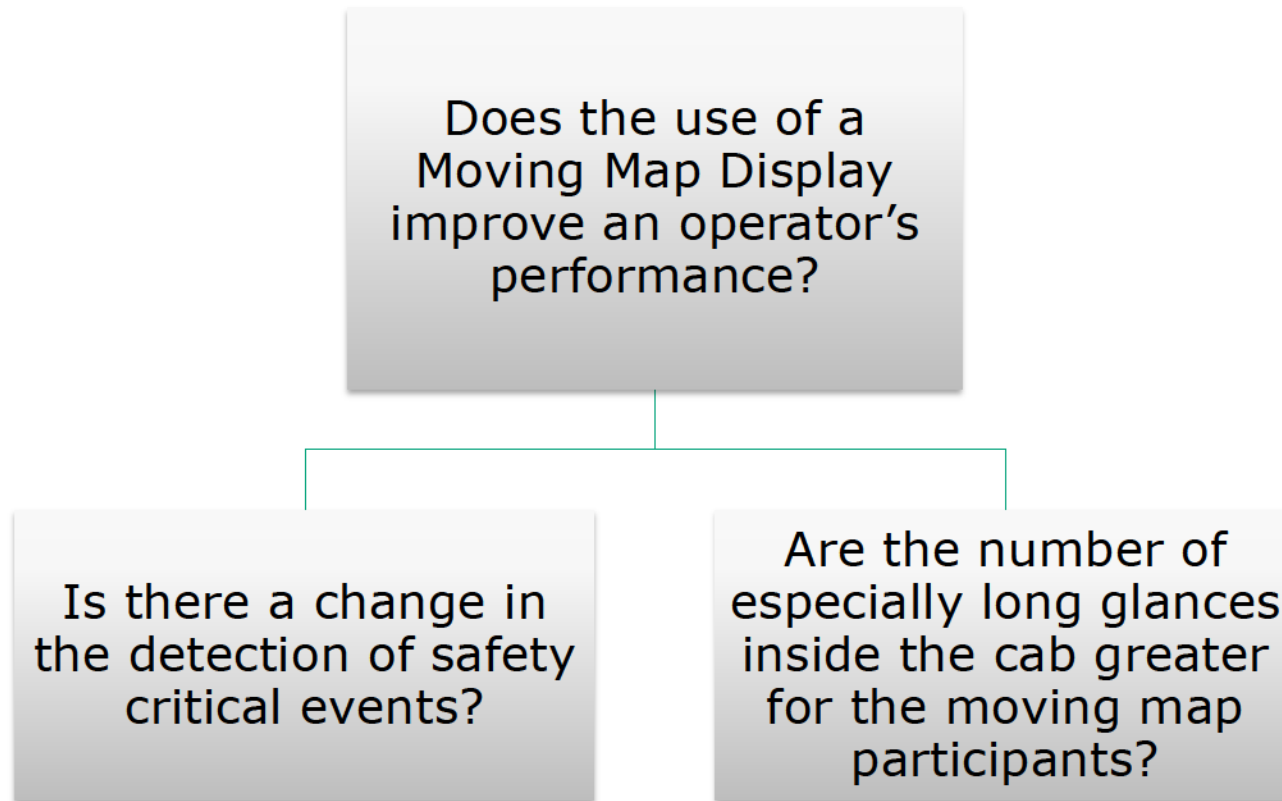 Does the use of a
Moving Map Display
improve an operator’s
performance?
Is there a change in
the detection of safety
critical events?
Are the number of
especially long glances
inside the cab greater
for the moving map
participants?